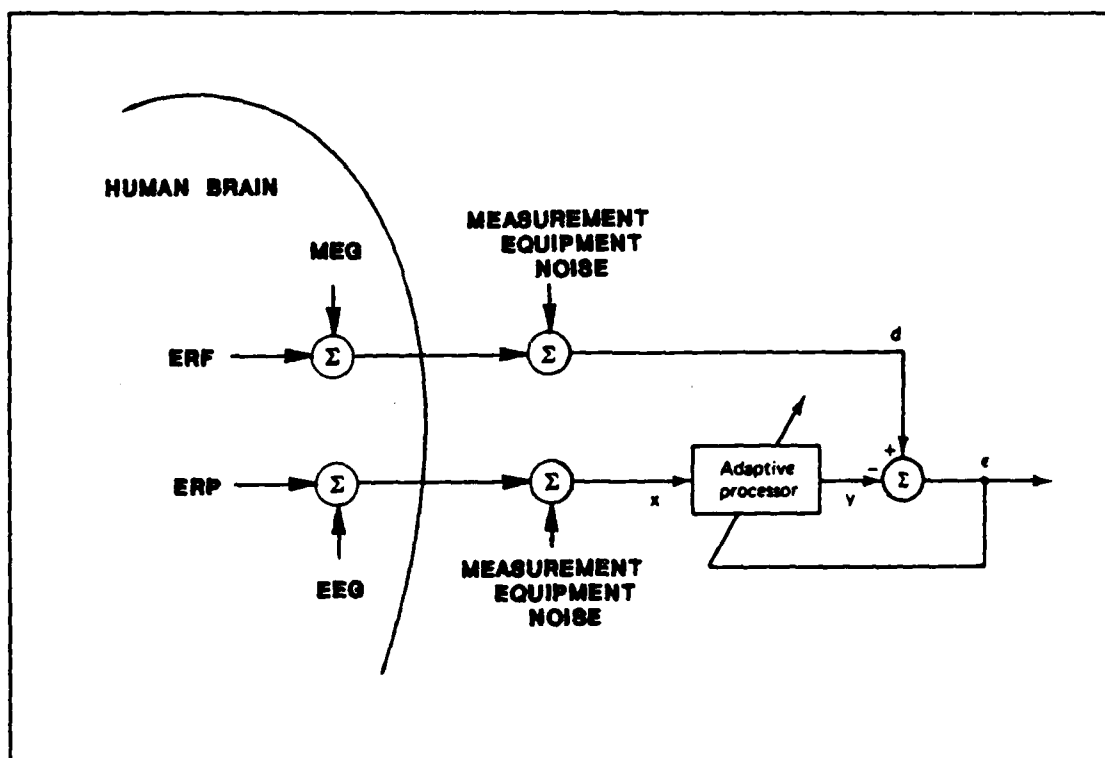 HUMAN BRAIN
MEG
MEASUREMENT
EQUIPMENT
NOISE
ERF
Σ
Σ
d
ERP
Σ
Σ
x
Adaptive
processor
y
+
-
Σ
ϵ
EEG
MEASUREMENT
EQUIPMENT
NOISE